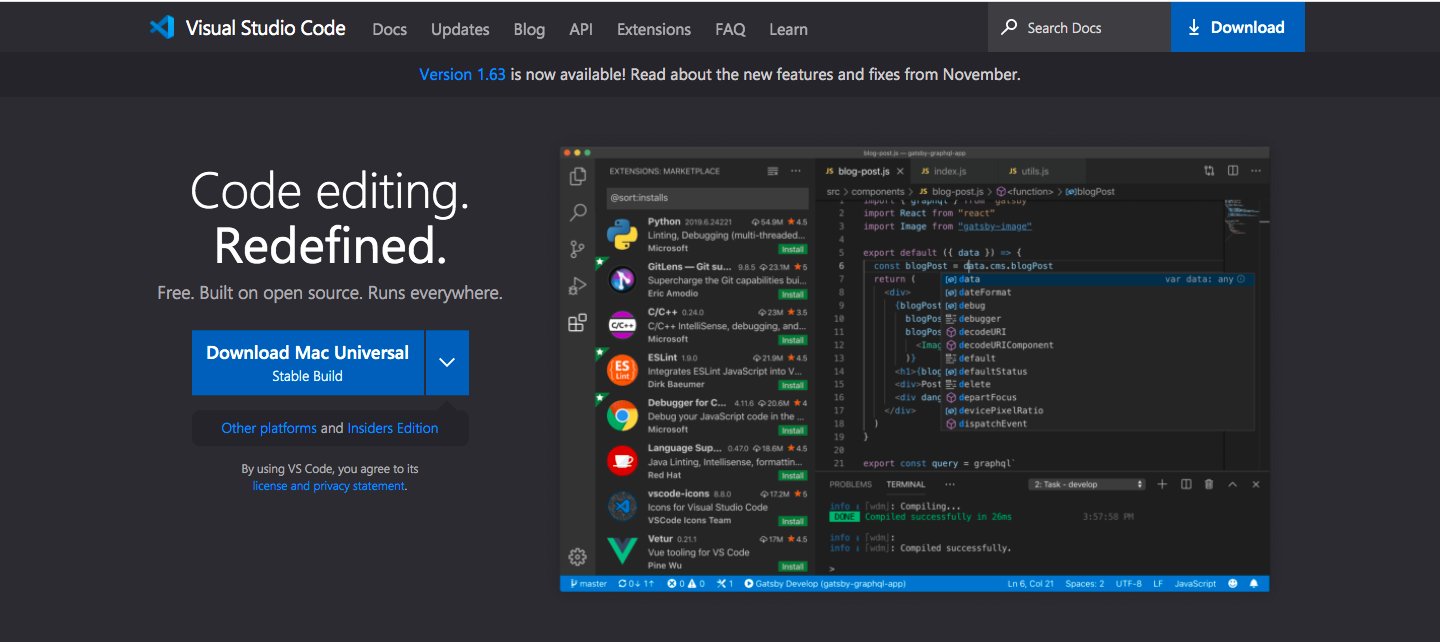 Visual Studio Code Docs Updates Blog API Extensions FAQ Learn Search Docs Download
Version 1.63 is now available! Read about the new features and fixes from November.
Code editing.
Redefined.
Free. Built on open source. Runs everywhere.
Download Mac Universal
Stable Build
Other platforms and Insiders Edition
By using VS Code, you agree to its
license and privacy statement.
blog-post.js — gatsby-graphql-app
EXTENSIONS: MARKETPLACE ···
@sort:installs
Python 2019.6.24221 54.9M ★4.5
Linting, Debugging (multi-threaded...
Microsoft Install
GitLens — Git su... 9.8.5 23.1M ★5
Supercharge the Git capabilities bui...
Eric Amodio Install
C/C++ 0.24.0 23M ★3.5
C/C++ IntelliSense, debugging, and...
Microsoft Install
C/C++
ESLint 1.9.0 21.9M ★4.5
Integrates ESLint JavaScript into V...
Dirk Baeumer Install
ES
Lint
Debugger for C... 4.11.6 20.6M ★4
Debug your JavaScript code in the ...
Microsoft Install
Language Sup... 0.47.0 18.6M ★4.5
Java Linting, Intellisense, formattin...
Red Hat Install
vscode-icons 8.8.0 17.2M ★5
Icons for Visual Studio Code
VSCode Icons Team Install
Vetur 0.21.1 17M ★4.5
Vue tooling for VS Code
Pine Wu Install
JS blog-post.js × JS index.js JS utils.js ···
src > components > JS blog-post.js > <function> > blogPost
1 import { graphql } from "gatsby"
2 import React from "react"
3 import Image from "gatsby-image"
4
5 export default ({ data }) => {
6 const blogPost = data.cms.blogPost
7 return (
8 <div>
9 {blogPost
10 blogPo
11 blogPo
12 <Imag
13 )}
14 <h1>{blog
15 <div>Post
16 <div dang
17 </div>
18 )
19 }
20
21 export const query = graphql`
data var data: any
dateFormat
debug
debugger
decodeURI
decodeURIComponent
default
defaultStatus
delete
departFocus
devicePixelRatio
dispatchEvent
PROBLEMS TERMINAL ··· 2: Task - develop
info : [wdm]: Compiling...
DONE Compiled successfully in 26ms 3:57:58 PM
info : [wdm]:
info : [wdm]: Compiled successfully.
>
master 0↓ 1↑ 0 0 1 Gatsby Develop (gatsby-graphql-app) Ln 6, Col 21 Spaces: 2 UTF-8 LF JavaScript